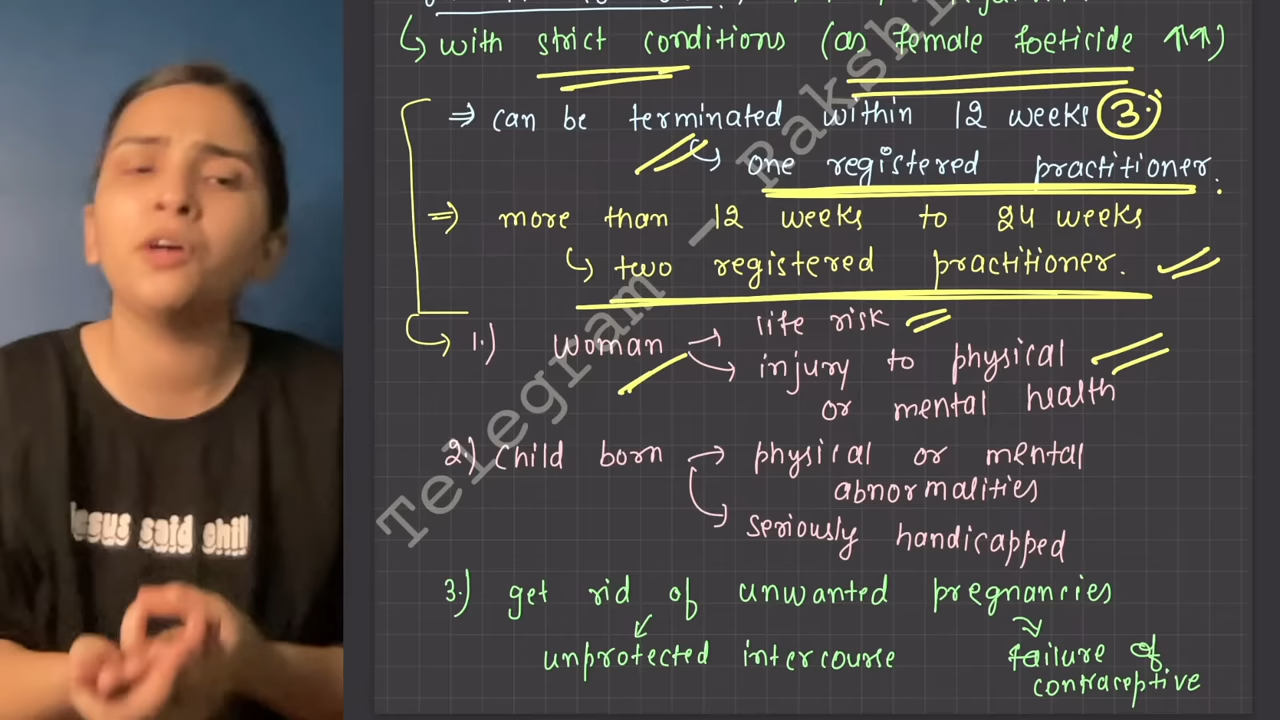 ↳ with strict conditions (as female foeticide ↑↑)
⇒ can be terminated within 12 weeks (3)
↳ one registered practitioner.
⇒ more than 12 weeks to 24 weeks
↳ two registered practitioner.
1.) woman → life risk
→ injury to physical
or mental health
2.) child born → physical or mental
abnormalities
↳ seriously handicapped
3.) get rid of unwanted pregnancies
unprotected intercourse
failure of
contraceptive
Telegram - Pakshi
said chill